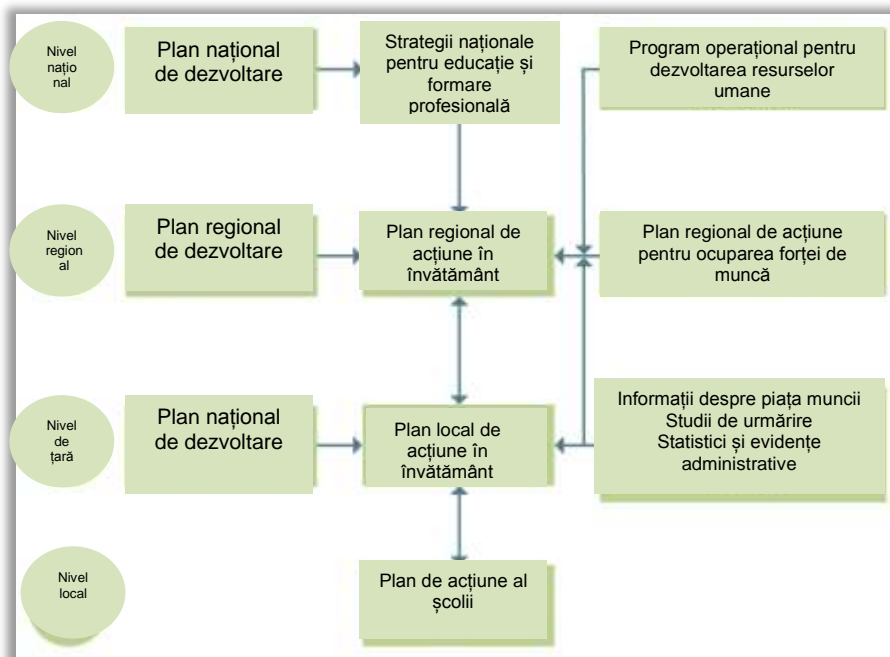 Nivel
națio
nal
Plan național
de dezvoltare
Strategii naționale
pentru educație și
formare
profesională
Program operațional pentru
dezvoltarea resurselor
umane
Nivel
region
al
Plan regional
de dezvoltare
Plan regional de
acțiune în
învătământ
Plan regional de acțiune
pentru ocuparea forței de
muncă
Nivel
de
țară
Plan național
de dezvoltare
Plan local de
acțiune în
învătământ
Informații despre piața muncii
Studii de urmărire
Statistici și evidențe
administrative
Nivel
local
Plan de acțiune al
școlii